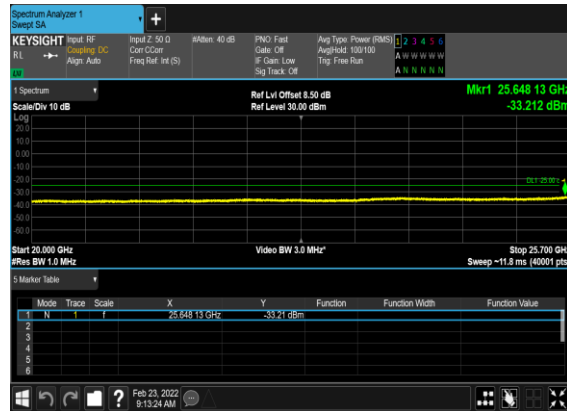 Spectrum Analyzer 1
Swept SA
+
KEYSIGHT Input: RF Input Z: 50 Ω #Atten: 40 dB PNO: Fast Avg Type: Power (RMS) 1 2 3 4 5 6
RL Coupling: DC Corr CCorr Gate: Off Avg|Hold: 100/100 A W W W W W
Align: Auto Freq Ref: Int (S) IF Gain: Low Trig: Free Run
Sig Track: Off A N N N N N
1 Spectrum Ref Lvl Offset 8.50 dB Mkr1 25.648 13 GHz
Scale/Div 10 dB Ref Level 30.00 dBm -33.212 dBm
Log
20.0
10.0
0.00
-10.0
-20.0
DL1 -25.00
-30.0
-40.0
-50.0
-60.0
Start 20.000 GHz Video BW 3.0 MHz* Stop 25.700 GHz
#Res BW 1.0 MHz Sweep ~11.8 ms (40001 pts
5 Marker Table
Mode Trace Scale X Y Function Function Width Function Value
1 N 1 f 25.648 13 GHz -33.21 dBm
2
3
4
5
6
? Feb 23, 2022
9:13:24 AM